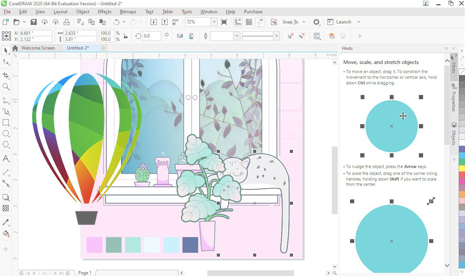 CorelDRAW 2020 (64-Bit Evaluation Version) - Untitled-2*
File Edit View Layout Object Effects Bitmaps Text Table Tools Window Help Purchase
72% Snap To Launch
X: 6.681 " 2.633 " 100.0 % 0.0
Y: 2.122 " 3.081 " 100.0 %
Welcome Screen Untitled-2*
Hints
Move, scale, and stretch objects
• To move an object, drag it. To constrain the
movement to the horizontal or vertical axis, hold
down Ctrl while dragging.
• To nudge the object, press the Arrow keys.
• To scale the object, drag one of the corner sizing
handles, holding down Shift if you want to scale
from the center.
Hints
Properties
Objects
Page 1